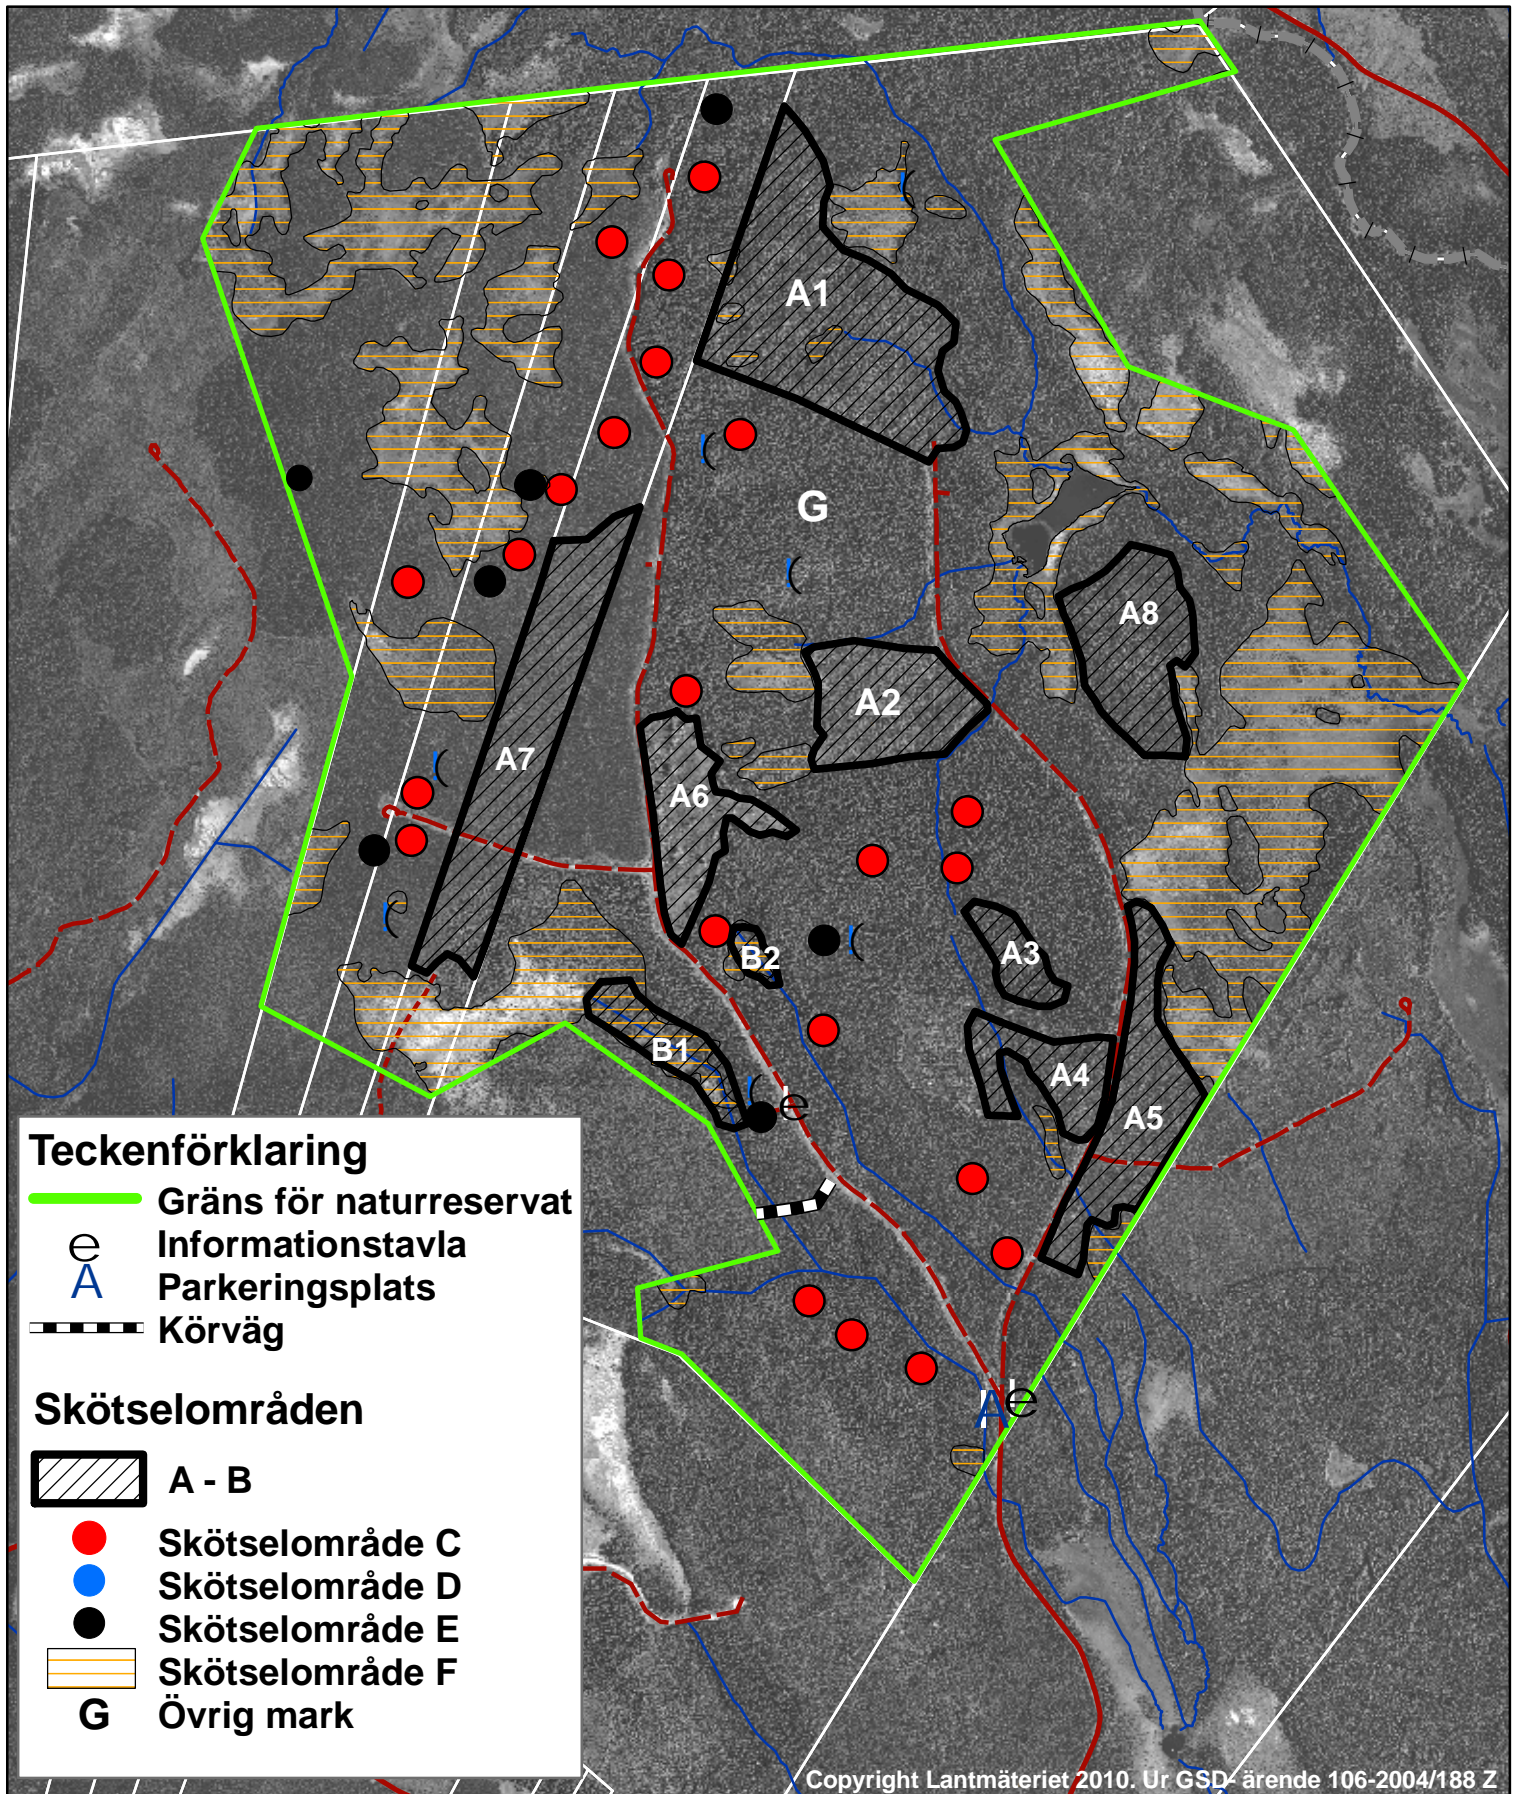 A1
G
A8
A2
A7
A6
A3
B2
B1
A4
A5
e
A e
Teckenförklaring
Gräns för naturreservat
e Informationstavla
A Parkeringsplats
Körväg
Skötselområden
A - B
Skötselområde C
Skötselområde D
Skötselområde E
Skötselområde F
G Övrig mark
Copyright Lantmäteriet 2010. Ur GSD- ärende 106-2004/188 Z